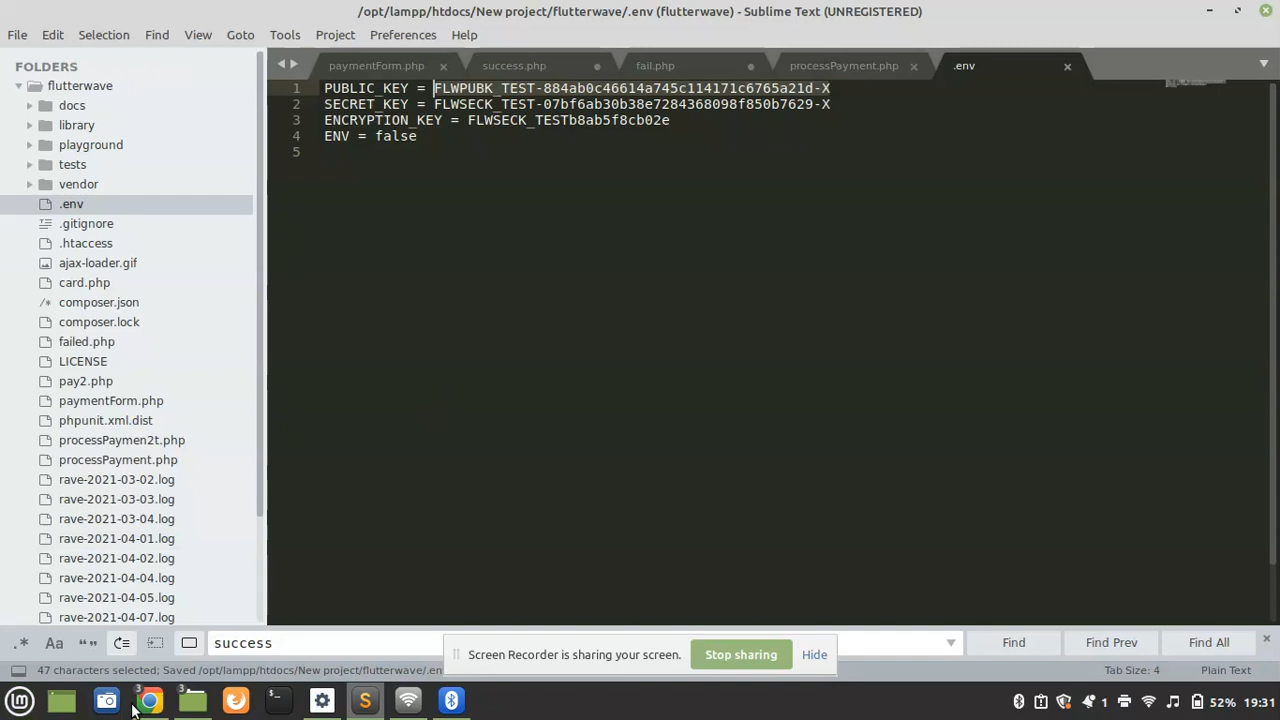 /opt/lampp/htdocs/New project/flutterwave/.env (flutterwave) - Sublime Text (UNREGISTERED)
File Edit Selection Find View Goto Tools Project Preferences Help
FOLDERS
flutterwave
docs
library
playground
tests
vendor
.env
.gitignore
.htaccess
ajax-loader.gif
card.php
composer.json
composer.lock
failed.php
LICENSE
pay2.php
paymentForm.php
phpunit.xml.dist
processPaymen2t.php
processPayment.php
rave-2021-03-02.log
rave-2021-03-03.log
rave-2021-03-04.log
rave-2021-04-01.log
rave-2021-04-02.log
rave-2021-04-04.log
rave-2021-04-05.log
rave-2021-04-07.log
paymentForm.php success.php fail.php processPayment.php .env
1 PUBLIC_KEY = FLWPUBK_TEST-884ab0c46614a745c114171c6765a21d-X
2 SECRET_KEY = FLWSECK_TEST-07bf6ab30b38e7284368098f850b7629-X
3 ENCRYPTION_KEY = FLWSECK_TESTb8ab5f8cb02e
4 ENV = false
5
.* Aa “” success Find Find Prev Find All
Screen Recorder is sharing your screen. Stop sharing Hide
47 characters selected; Saved /opt/lampp/htdocs/New project/flutterwave/.en Tab Size: 4 Plain Text
3 3 S 1 52% 19:31